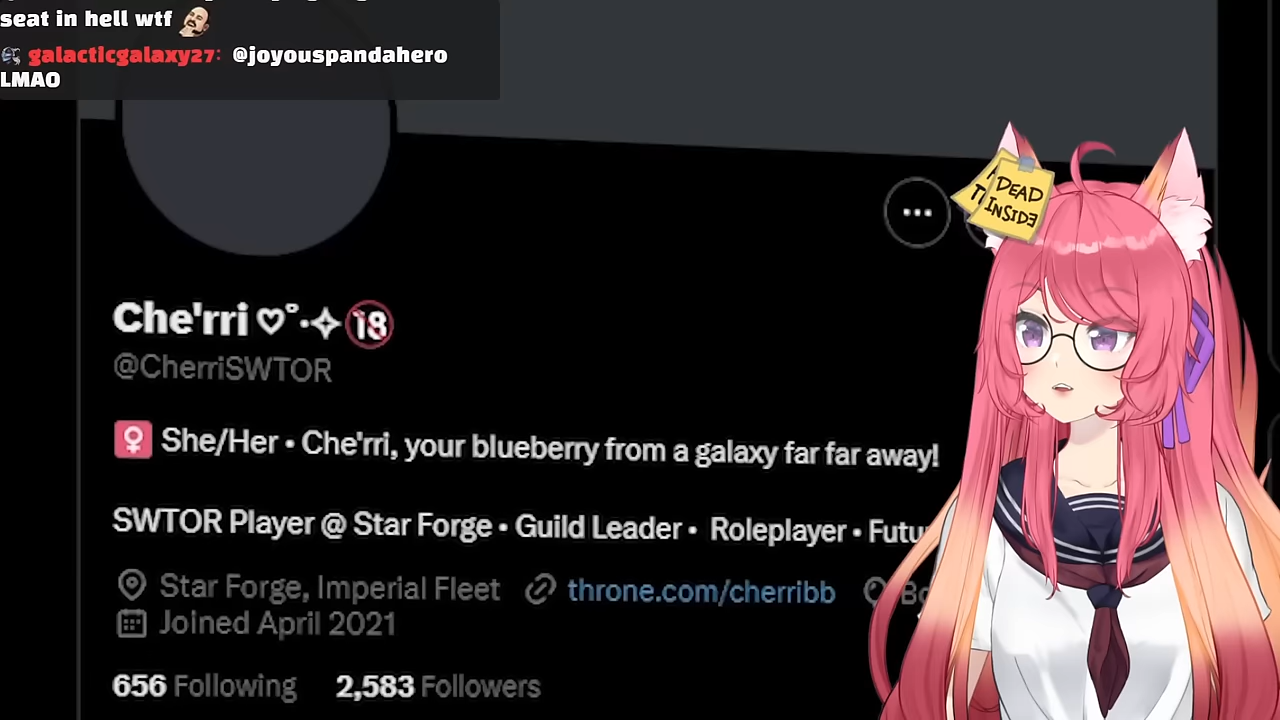 seat in hell wtf
galacticgalaxy27: @joyouspandahero
LMAO
DEAD
INSIDE
Che'rri ♡˚·✧ 🔞
@CherriSWTOR
♀ She/Her • Che'rri, your blueberry from a galaxy far far away!
SWTOR Player @ Star Forge • Guild Leader • Roleplayer •
Star Forge, Imperial Fleet throne.com/cherribb
Joined April 2021
656 Following 2,583 Followers